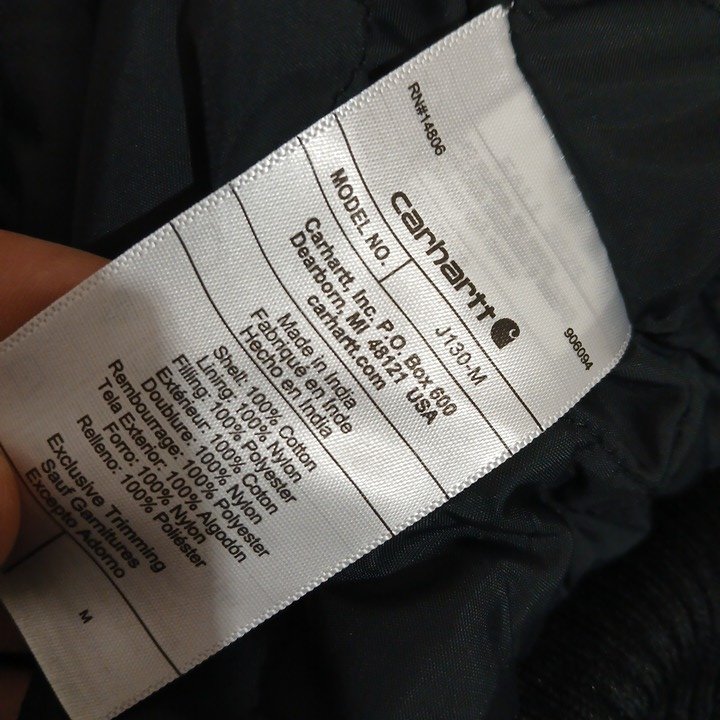 RN#14806
906094
carhartt
MODEL NO.
J130-M
Carhartt, Inc. P.O. Box 600
Dearborn, MI 48121 USA
carhartt.com
Made in India
Fabriqué en Inde
Hecho en India
Shell: 100% Cotton
Lining: 100% Nylon
Filling: 100% Polyester
Extérieur: 100% Coton
Doublure: 100% Nylon
Rembourrage: 100% Polyester
Tela Exterior: 100% Algodón
Forro: 100% Nylon
Relleno: 100% Poliéster
Exclusive Trimming
Sauf Garnitures
Excepto Adorno
M